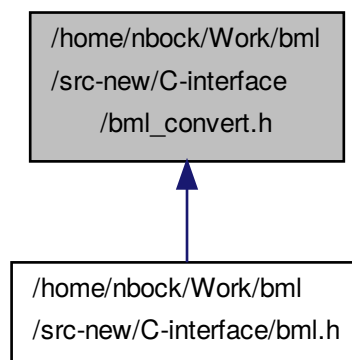 /home/nbock/Work/bml
/src-new/C-interface
/bml_convert.h
/home/nbock/Work/bml
/src-new/C-interface/bml.h